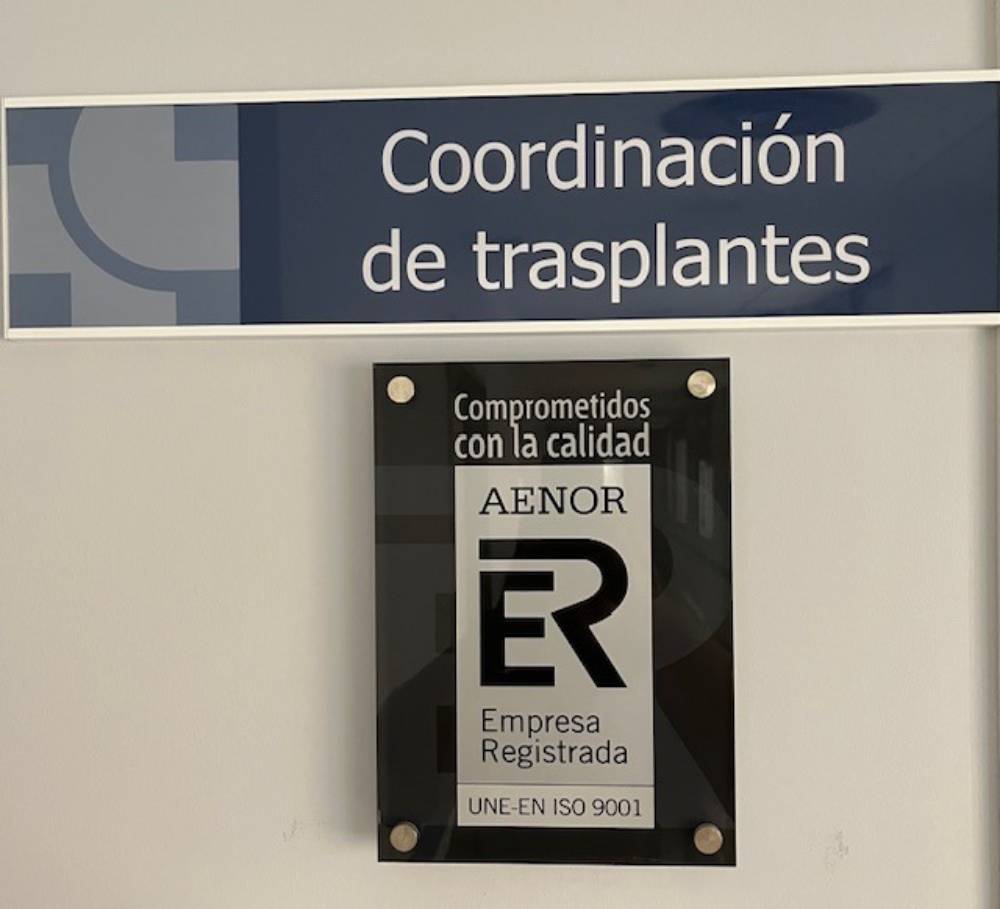 Coordinación
de trasplantes
Comprometidos
con la calidad
AENOR
ER
Empresa
Registrada
UNE-EN ISO 9001